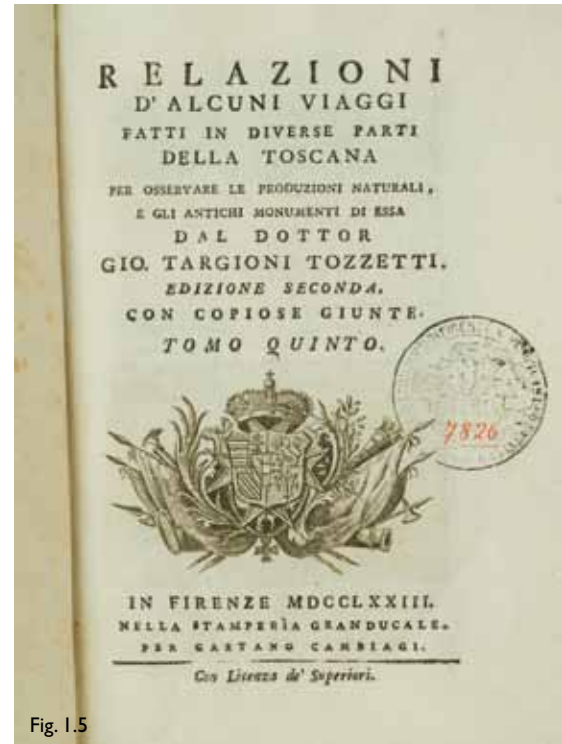 RELAZIONI
D' ALCUNI VIAGGI
FATTI IN DIVERSE PARTI
DELLA TOSCANA
PER OSSERVARE LE PRODUZIONI NATURALI,
E GLI ANTICHI MONUMENTI DI ESSA
DAL DOTTOR
GIO. TARGIONI TOZZETTI.
EDIZIONE SECONDA,
CON COPIOSE GIUNTE.
TOMO QUINTO.
7826
IN FIRENZE MDCCLXXIII.
NELLA STAMPERÌA GRANDUCALE.
PER GAETANO CAMBIAGI.
Con Licenza de' Superiori.
Fig. 1.5